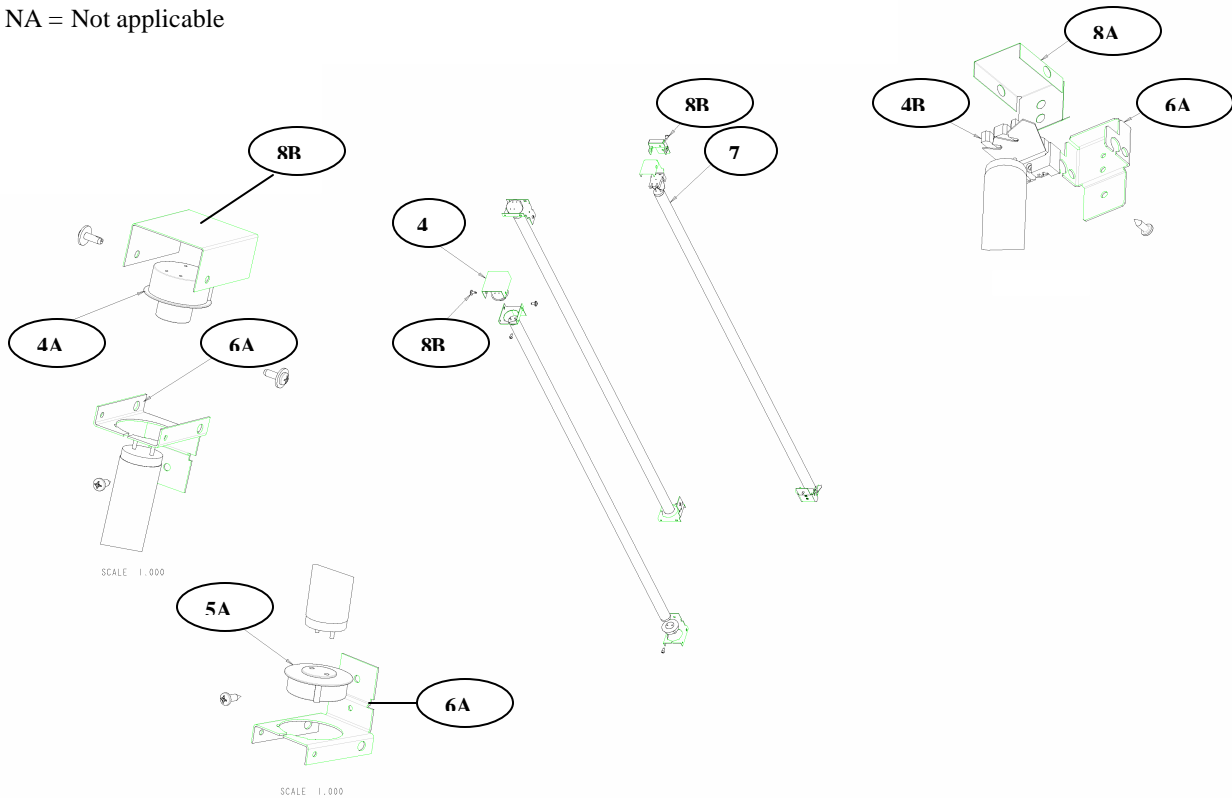 NA = Not applicable
8A
8B
4B
6A
8B
7
4
4A
6A
8B
SCALE 1.000
5A
6A
SCALE 1.000